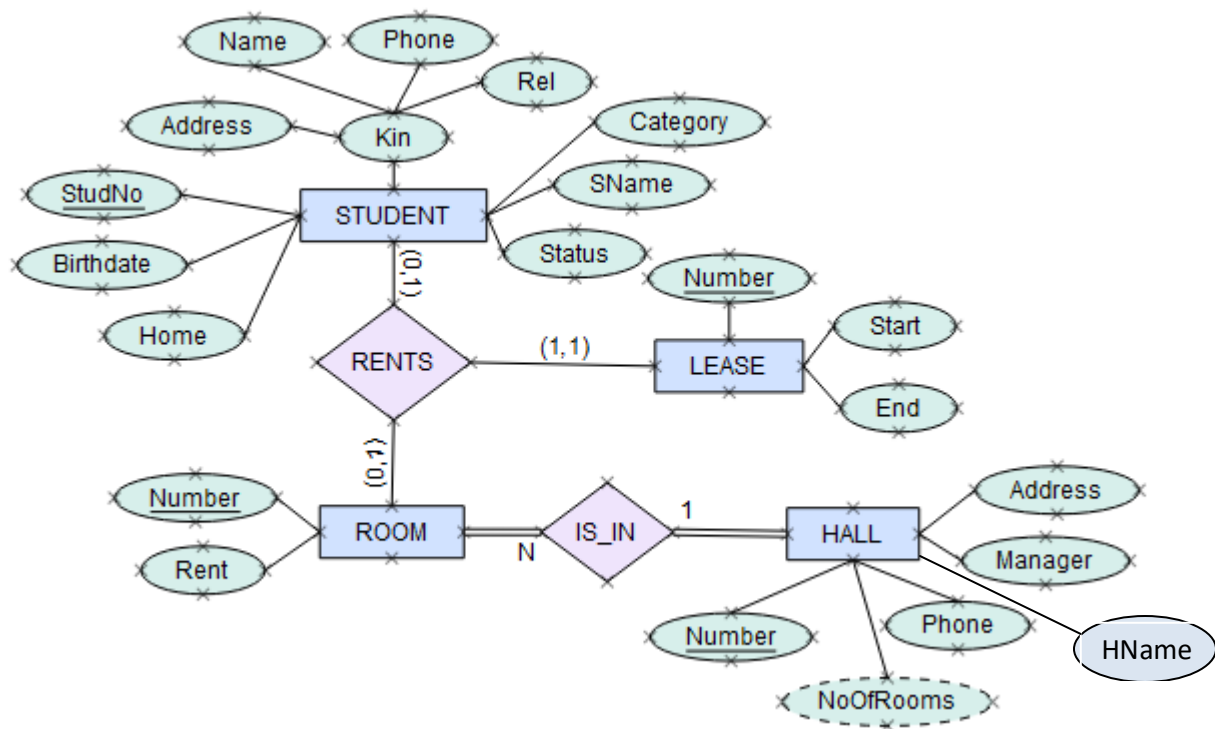 Name
Phone
Rel
Address
Kin
Category
StudNo
SName
STUDENT
Birthdate
Status
(0,1)
Number
Home
Start
RENTS
(1,1)
LEASE
End
(0,1)
Number
Address
ROOM
N
IS_IN
1
HALL
Rent
Manager
Number
Phone
HName
NoOfRooms